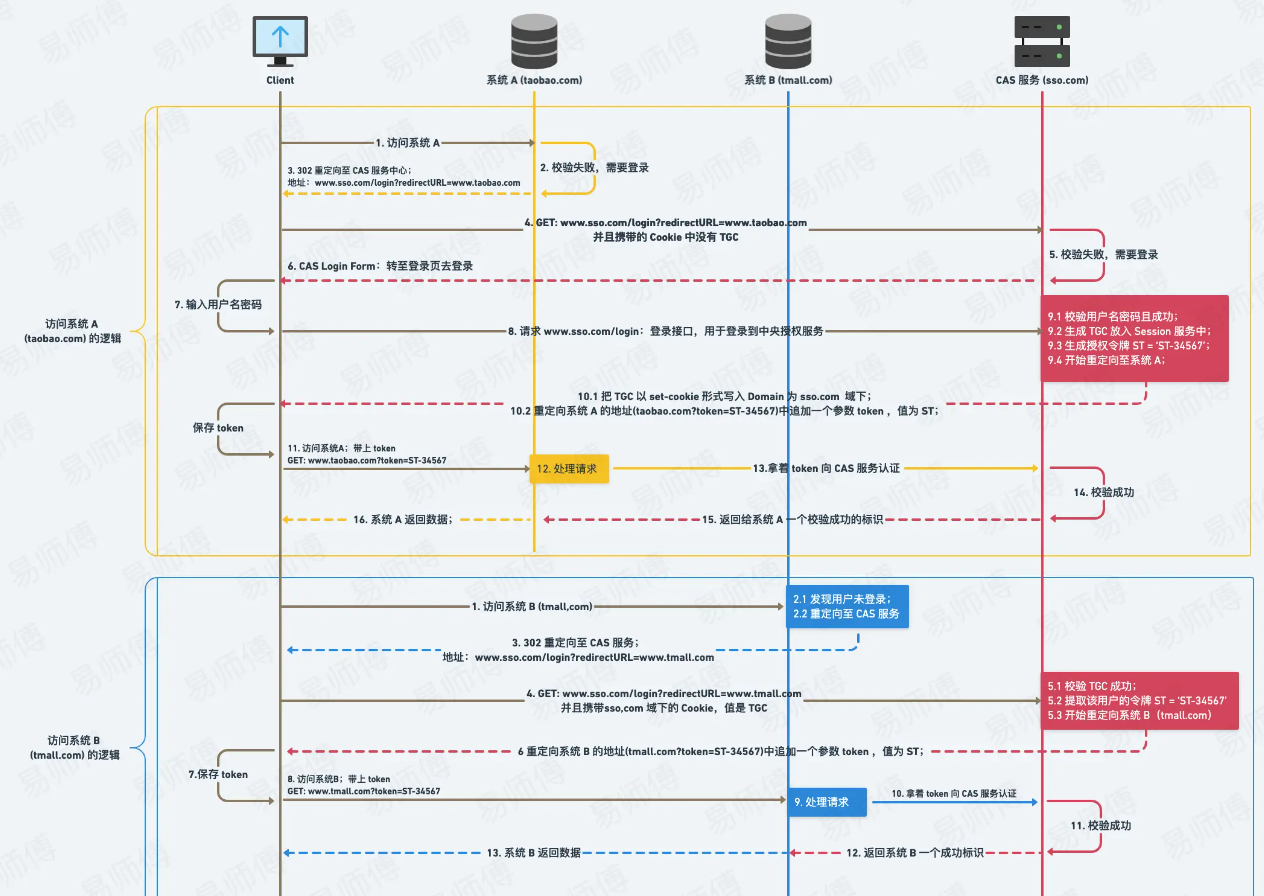 Client
系统 A (taobao.com)
系统 B (tmall.com)
CAS 服务 (sso.com)
1. 访问系统 A
2. 校验失败，需要登录
3. 302 重定向至 CAS 服务中心；
地址：www.sso.com/login?redirectURL=www.taobao.com
4. GET: www.sso.com/login?redirectURL=www.taobao.com
并且携带的 Cookie 中没有 TGC
5. 校验失败，需要登录
6. CAS Login Form：转至登录页去登录
7. 输入用户名密码
访问系统 A
(taobao.com) 的逻辑
8. 请求 www.sso.com/login：登录接口，用于登录到中央授权服务
9.1 校验用户名密码且成功；
9.2 生成 TGC 放入 Session 服务中；
9.3 生成授权令牌 ST = 'ST-34567'；
9.4 开始重定向至系统 A；
10.1 把 TGC 以 set-cookie 形式写入 Domain 为 sso.com 域下；
10.2 重定向系统 A 的地址(taobao.com?token=ST-34567)中追加一个参数 token ，值为 ST；
保存 token
11. 访问系统A；带上 token
GET: www.taobao.com?token=ST-34567
12. 处理请求
13.拿着 token 向 CAS 服务认证
14. 校验成功
15. 返回给系统 A 一个校验成功的标识
16. 系统 A 返回数据；
1. 访问系统 B (tmall,com)
2.1 发现用户未登录；
2.2 重定向至 CAS 服务
3. 302 重定向至 CAS 服务；
地址：www.sso.com/login?redirectURL=www.tmall.com
4. GET: www.sso.com/login?redirectURL=www.tmall.com
并且携带sso,com 域下的 Cookie，值是 TGC
5.1 校验 TGC 成功；
5.2 提取该用户的令牌 ST = 'ST-34567'
5.3 开始重定向系统 B（tmall.com）
访问系统 B
(tmall.com) 的逻辑
6 重定向系统 B 的地址(tmall.com?token=ST-34567)中追加一个参数 token ，值为 ST；
7.保存 token
8. 访问系统B；带上 token
GET: www.tmall.com?token=ST-34567
9. 处理请求
10. 拿着 token 向 CAS 服务认证
11. 校验成功
12. 返回系统 B 一个成功标识
13. 系统 B 返回数据
易师傅